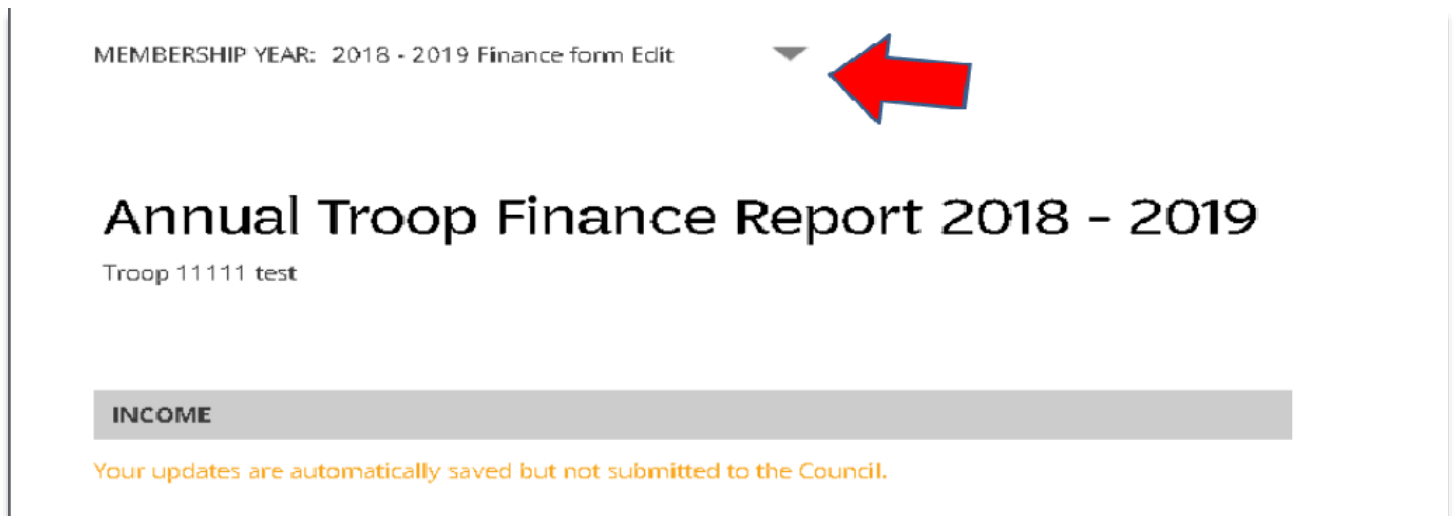 MEMBERSHIP YEAR: 2018 - 2019 Finance form Edit
Annual Troop Finance Report 2018 - 2019
Troop 11111 test
INCOME
Your updates are automatically saved but not submitted to the Council.